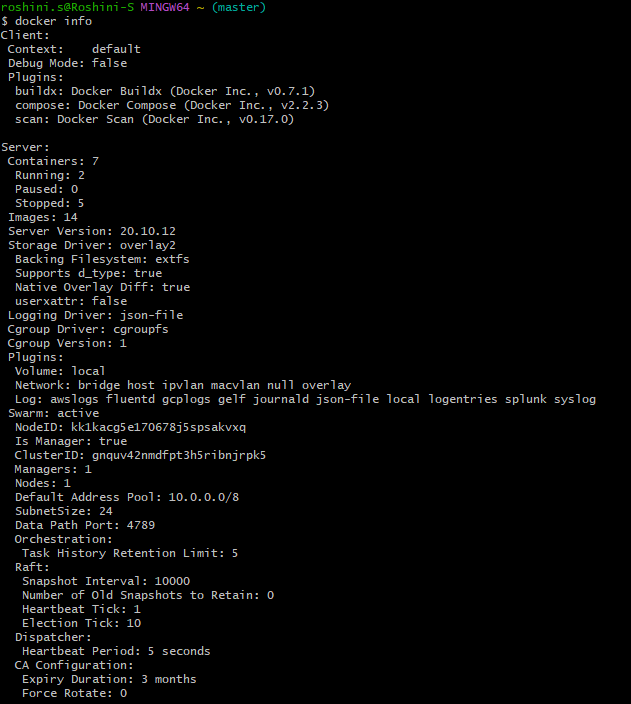 roshini.s@Roshini-S MINGW64 ~ (master)
$ docker info
Client:
 Context:    default
 Debug Mode: false
 Plugins:
  buildx: Docker Buildx (Docker Inc., v0.7.1)
  compose: Docker Compose (Docker Inc., v2.2.3)
  scan: Docker Scan (Docker Inc., v0.17.0)

Server:
 Containers: 7
  Running: 2
  Paused: 0
  Stopped: 5
 Images: 14
 Server Version: 20.10.12
 Storage Driver: overlay2
  Backing Filesystem: extfs
  Supports d_type: true
  Native Overlay Diff: true
  userxattr: false
 Logging Driver: json-file
 Cgroup Driver: cgroupfs
 Cgroup Version: 1
 Plugins:
  Volume: local
  Network: bridge host ipvlan macvlan null overlay
  Log: awslogs fluentd gcplogs gelf journald json-file local logentries splunk syslog
 Swarm: active
  NodeID: kk1kacg5e170678j5spsakvxq
  Is Manager: true
  ClusterID: gnquv42nmdfpt3h5ribnjrpk5
  Managers: 1
  Nodes: 1
  Default Address Pool: 10.0.0.0/8
  SubnetSize: 24
  Data Path Port: 4789
  Orchestration:
   Task History Retention Limit: 5
  Raft:
   Snapshot Interval: 10000
   Number of Old Snapshots to Retain: 0
   Heartbeat Tick: 1
   Election Tick: 10
  Dispatcher:
   Heartbeat Period: 5 seconds
  CA Configuration:
   Expiry Duration: 3 months
   Force Rotate: 0